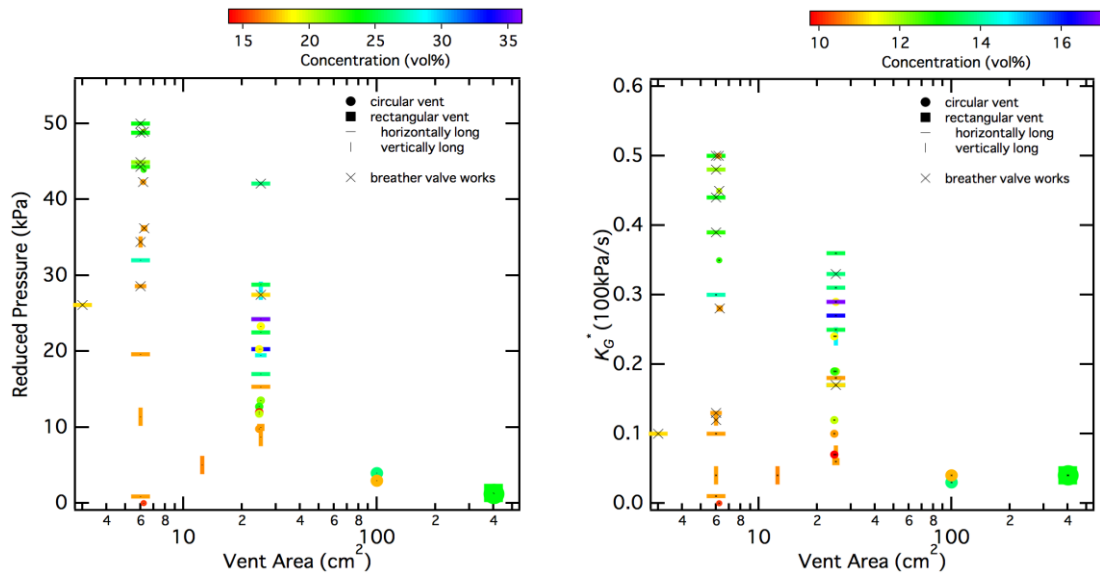 15 20 25 30 35
Concentration (vol%)
50
40
30
20
10
0
Reduced Pressure (kPa)
circular vent
rectangular vent
horizontally long
vertically long
breather valve works
4 6 8 10 2 4 6 8 100 2 4
Vent Area (cm²)
10 12 14 16
Concentration (vol%)
0.6
0.5
0.4
0.3
0.2
0.1
0.0
K_G* (100kPa/s)
circular vent
rectangular vent
horizontally long
vertically long
breather valve works
4 6 8 10 2 4 6 8 100 2 4
Vent Area (cm²)